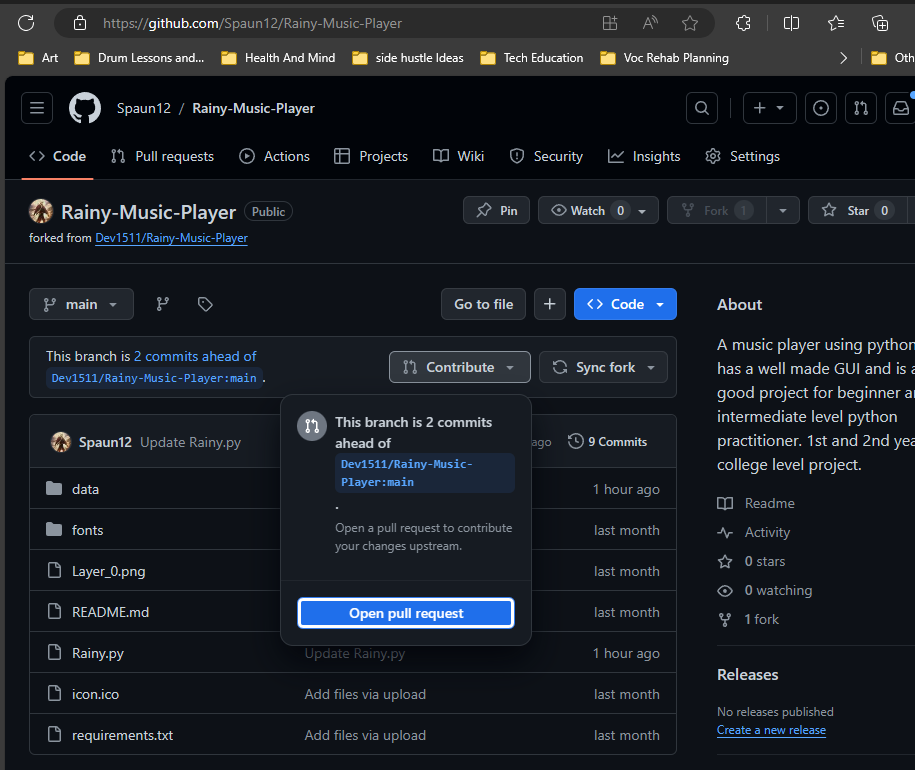 https://github.com/Spaun12/Rainy-Music-Player
Art Drum Lessons and... Health And Mind side hustle Ideas Tech Education Voc Rehab Planning Oth
Spaun12 / Rainy-Music-Player
Code Pull requests Actions Projects Wiki Security Insights Settings
Rainy-Music-Player Public Pin Watch 0 Fork 1 Star 0
forked from Dev1511/Rainy-Music-Player
main Go to file Code
This branch is 2 commits ahead of
Dev1511/Rainy-Music-Player:main .
Contribute Sync fork
This branch is 2 commits
ahead of
Dev1511/Rainy-Music-
Player:main
.
Open a pull request to contribute
your changes upstream.
Open pull request
Spaun12 Update Rainy.py ago 9 Commits
data 1 hour ago
fonts last month
Layer_0.png last month
README.md last month
Rainy.py Update Rainy.py 1 hour ago
icon.ico Add files via upload last month
requirements.txt Add files via upload last month
About
A music player using python
has a well made GUI and is a
good project for beginner an
intermediate level python
practitioner. 1st and 2nd yea
college level project.
Readme
Activity
0 stars
0 watching
1 fork
Releases
No releases published
Create a new release